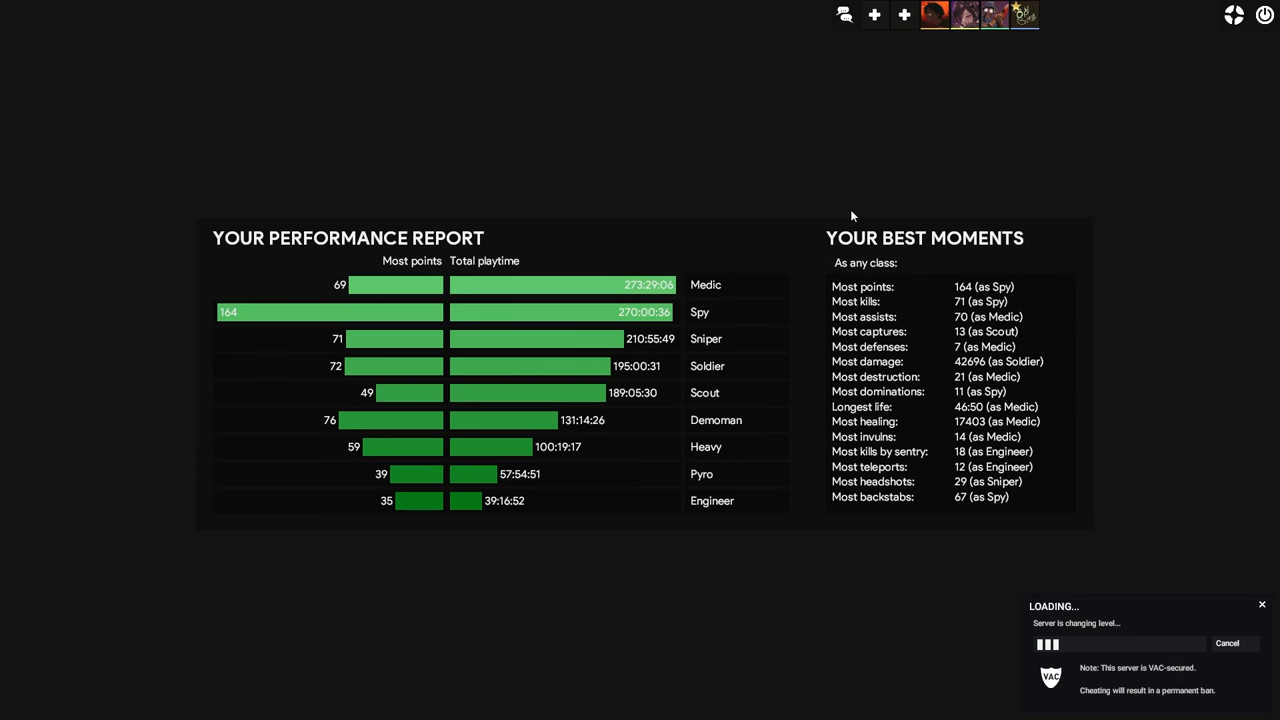 YOUR PERFORMANCE REPORT
Most points Total playtime
69 273:29:06 Medic
164 270:00:36 Spy
71 210:55:49 Sniper
72 195:00:31 Soldier
49 189:05:30 Scout
76 131:14:26 Demoman
59 100:19:17 Heavy
39 57:54:51 Pyro
35 39:16:52 Engineer
YOUR BEST MOMENTS
As any class:
Most points: 164 (as Spy)
Most kills: 71 (as Spy)
Most assists: 70 (as Medic)
Most captures: 13 (as Scout)
Most defenses: 7 (as Medic)
Most damage: 42696 (as Soldier)
Most destruction: 21 (as Medic)
Most dominations: 11 (as Spy)
Longest life: 46:50 (as Medic)
Most healing: 17403 (as Medic)
Most invulns: 14 (as Medic)
Most kills by sentry: 18 (as Engineer)
Most teleports: 12 (as Engineer)
Most headshots: 29 (as Sniper)
Most backstabs: 67 (as Spy)
LOADING...
Server is changing level...
Cancel
VAC
Note: This server is VAC-secured.
Cheating will result in a permanent ban.